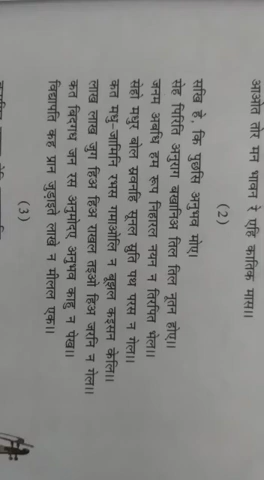 आओत तोर मन भावन रे एहि कातिक मास॥
(2)
सखि हे, कि पुछसि अनुभव मोए।
सेह पिरिति अनुराग बखानिअ तिल तिल नूतन होए॥
जनम अबधि हम रूप निहारल नयन न तिरपित भेल॥
सेहो मधुर बोल स्रवनहि सूनल स्रुति पथ परस न गेल॥
कत मधु-जामिनि रभस गमाओलि न बूझल कइसन केलि॥
लाख लाख जुग हिअ हिअ राखल तइओ हिअ जरनि न गेल॥
कत बिदगध जन रस अनुमोदए अनुभव काहु न पेख॥
विद्यापति कह प्रान जुड़ाइते लाखे न मीलल एक॥
(3)